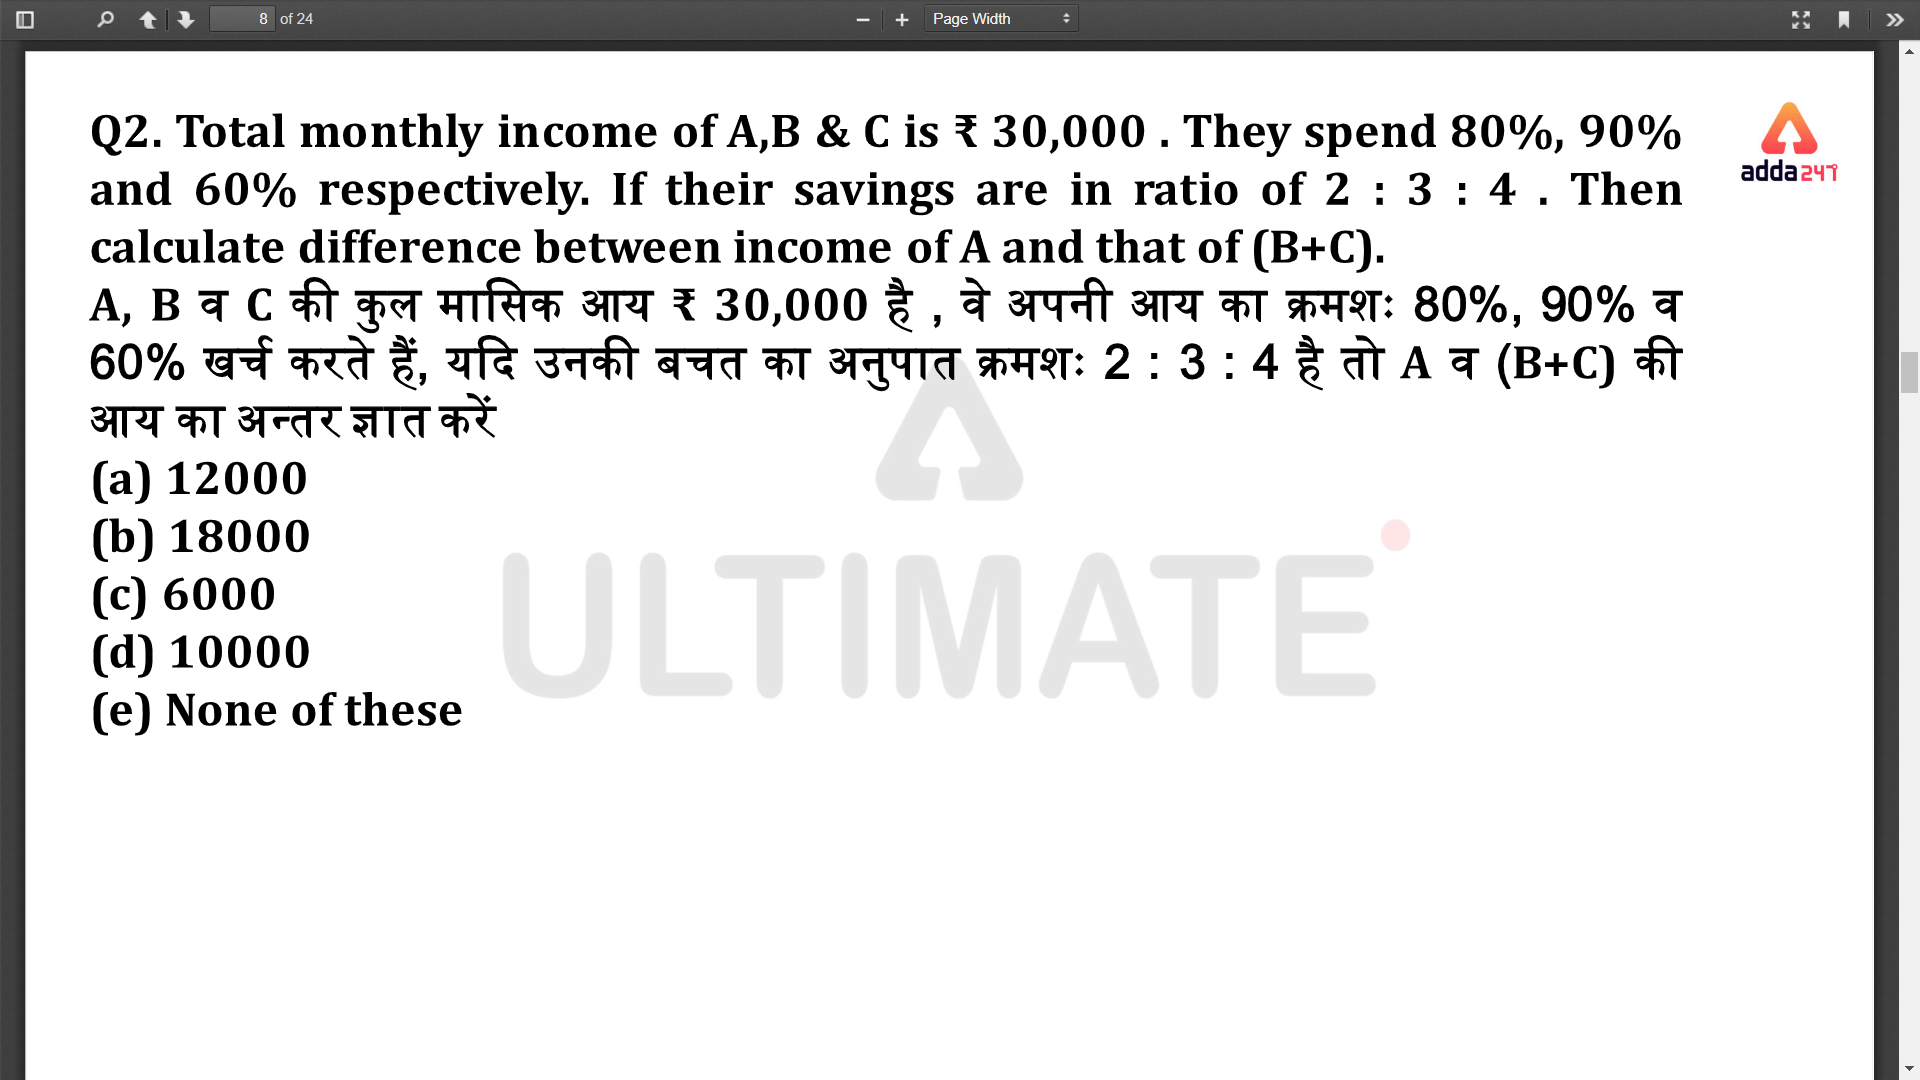 8 of 24
Page Width
Q2. Total monthly income of A,B & C is ₹ 30,000 . They spend 80%, 90%
and 60% respectively. If their savings are in ratio of 2 : 3 : 4 . Then
calculate difference between income of A and that of (B+C).
A, B व C की कुल मासिक आय ₹ 30,000 है , वे अपनी आय का क्रमशः 80%, 90% व
60% खर्च करते हैं, यदि उनकी बचत का अनुपात क्रमशः 2 : 3 : 4 है तो A व (B+C) की
आय का अन्तर ज्ञात करें
(a) 12000
(b) 18000
(c) 6000
(d) 10000
(e) None of these
adda247
ULTIMATE